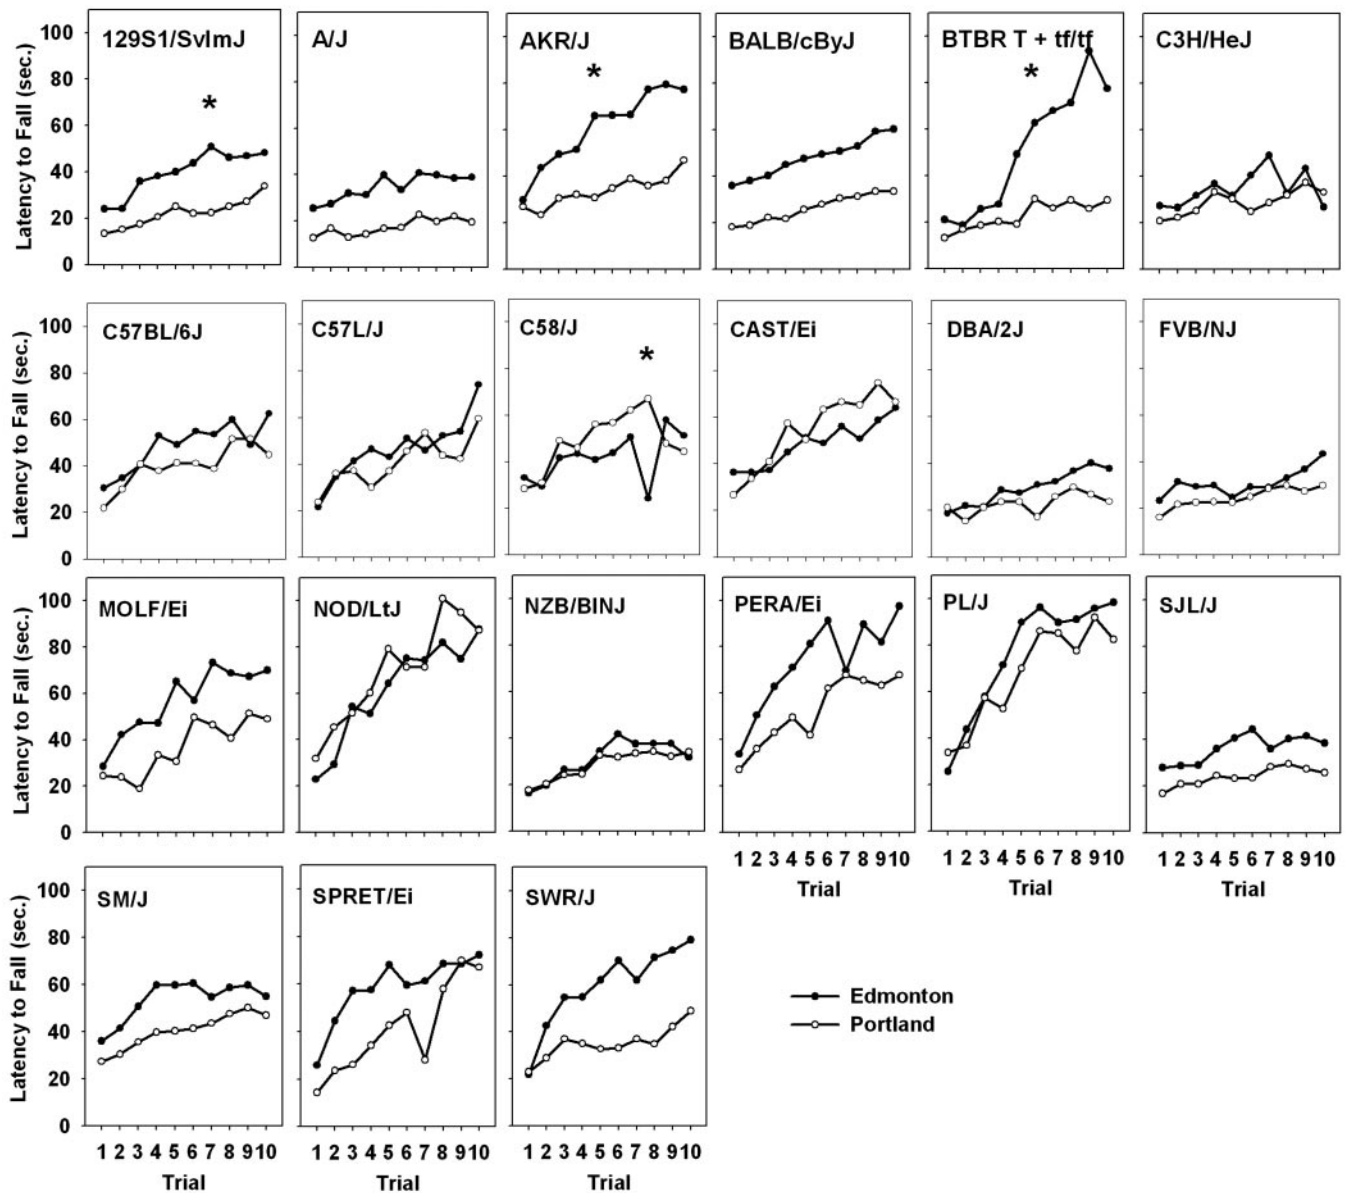 129S1/SvImJ A/J AKR/J BALB/cByJ BTBR T + tf/tf C3H/HeJ
* * *
Latency to Fall (sec.)
100
80
60
40
20
0
C57BL/6J C57L/J C58/J CAST/Ei DBA/2J FVB/NJ
*
Latency to Fall (sec.)
100
80
60
40
20
0
MOLF/Ei NOD/LtJ NZB/BINJ PERA/Ei PL/J SJL/J
Latency to Fall (sec.)
100
80
60
40
20
0
1 2 3 4 5 6 7 8 9 10 1 2 3 4 5 6 7 8 9 10 1 2 3 4 5 6 7 8 9 10
Trial Trial Trial
SM/J SPRET/Ei SWR/J
Latency to Fall (sec.)
100
80
60
40
20
0
1 2 3 4 5 6 7 8 9 10 1 2 3 4 5 6 7 8 9 10 1 2 3 4 5 6 7 8 9 10
Trial Trial Trial
Edmonton
Portland